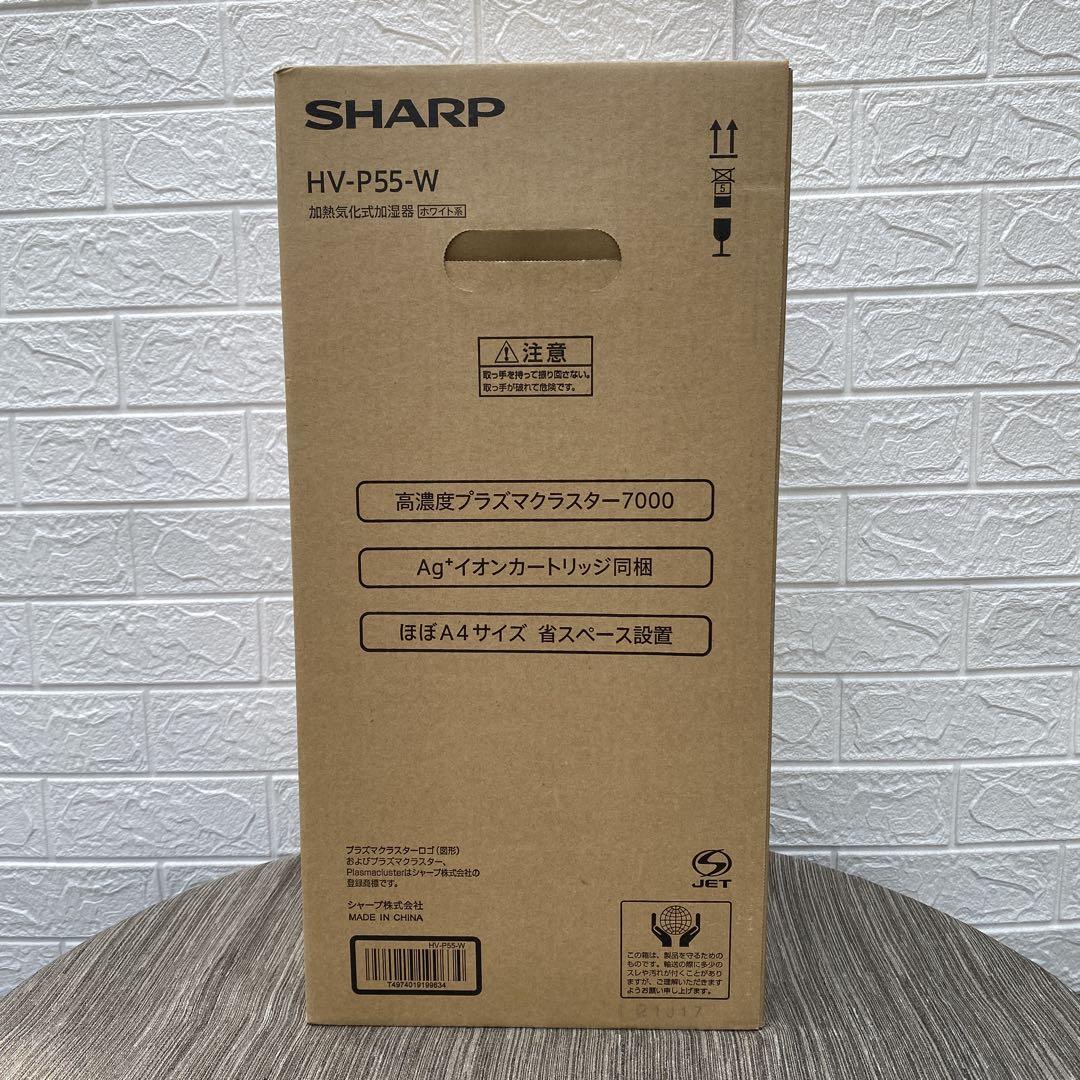 SHARP
HV-P55-W
加熱気化式加湿器 ホワイト系
5
注意
取っ手を持って振り回さない。
取っ手が破れて危険です。
高濃度プラズマクラスター7000
Ag⁺イオンカートリッジ同梱
ほぼA4サイズ 省スペース設置
プラズマクラスターロゴ(図形)
およびプラズマクラスター、
Plasmaclusterはシャープ株式会社の
登録商標です。
シャープ株式会社
MADE IN CHINA
HV-P55-W
T4974019199634
S
JET
この箱は、製品を守るための
ものです。輸送の際に多少の
スレや汚れが付くことがあり
ますが、ご理解いただきます
ようお願い申し上げます。